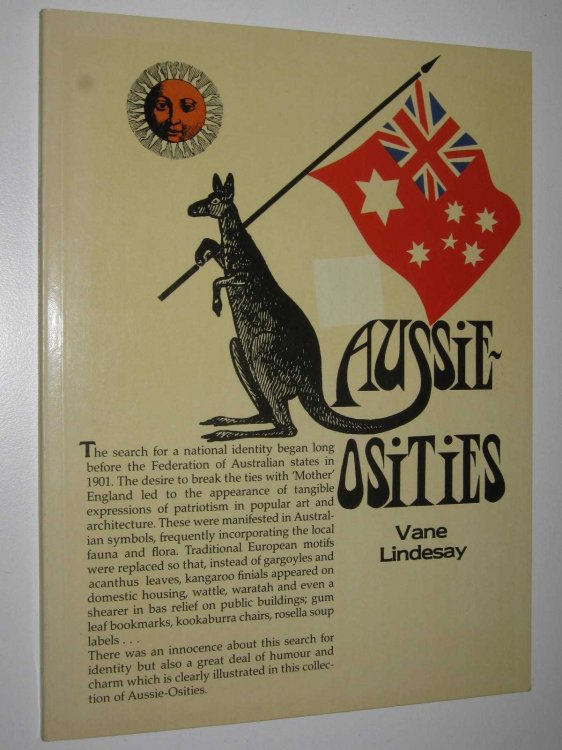 AUSSiE-
OSiTiES
Vane
Lindesay
The search for a national identity began long
before the Federation of Australian states in
1901. The desire to break the ties with 'Mother'
England led to the appearance of tangible
expressions of patriotism in popular art and
architecture. These were manifested in Austral-
ian symbols, frequently incorporating the local
fauna and flora. Traditional European motifs
were replaced so that, instead of gargoyles and
acanthus leaves, kangaroo finials appeared on
domestic housing, wattle, waratah and even a
shearer in bas relief on public buildings; gum
leaf bookmarks, kookaburra chairs, rosella soup
labels . . .
There was an innocence about this search for
identity but also a great deal of humour and
charm which is clearly illustrated in this collec-
tion of Aussie-Osities.